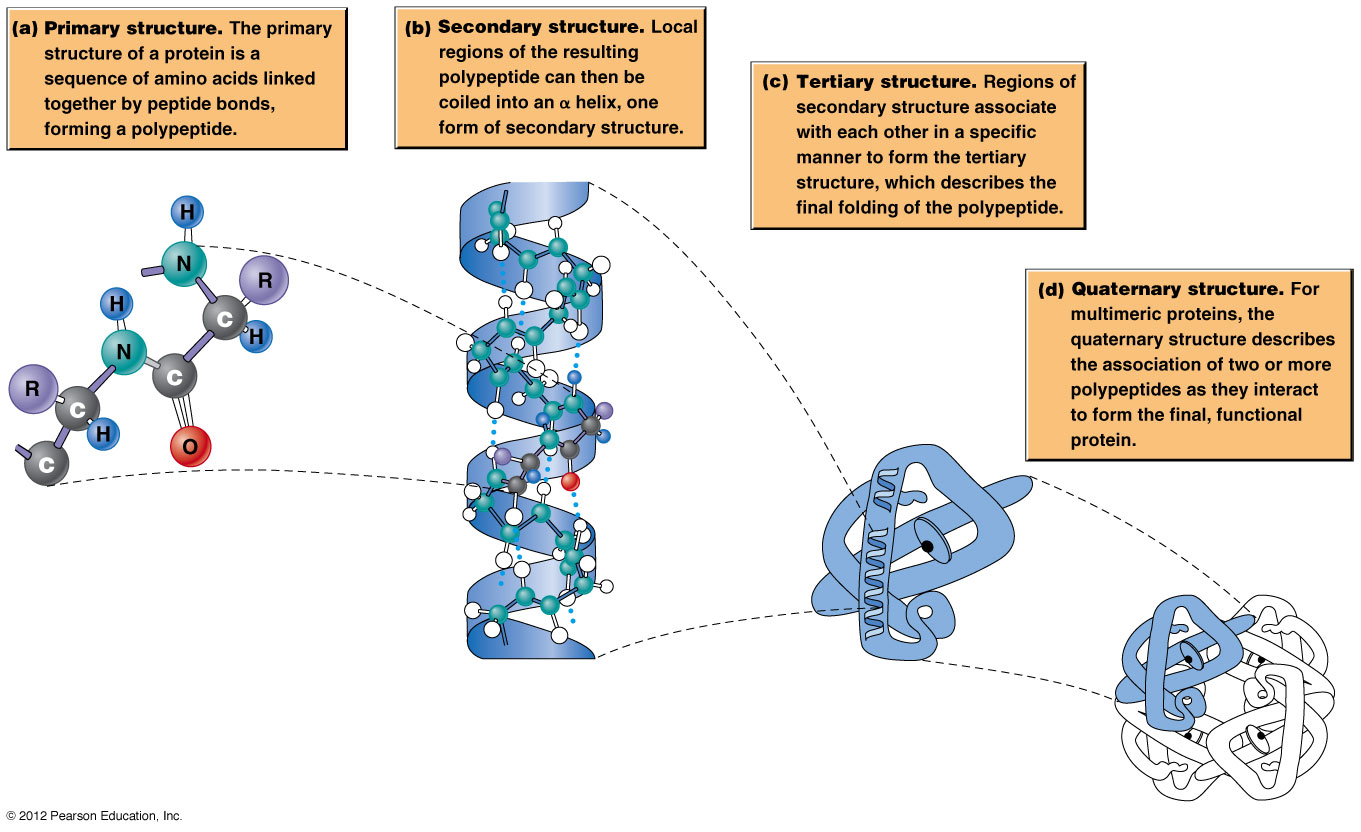 (a) Primary structure. The primary
structure of a protein is a
sequence of amino acids linked
together by peptide bonds,
forming a polypeptide.
(b) Secondary structure. Local
regions of the resulting
polypeptide can then be
coiled into an α helix, one
form of secondary structure.
(c) Tertiary structure. Regions of
secondary structure associate
with each other in a specific
manner to form the tertiary
structure, which describes the
final folding of the polypeptide.
(d) Quaternary structure. For
multimeric proteins, the
quaternary structure describes
the association of two or more
polypeptides as they interact
to form the final, functional
protein.
H
N
R
H
C
H
N
C
R
C
H
O
C
© 2012 Pearson Education, Inc.